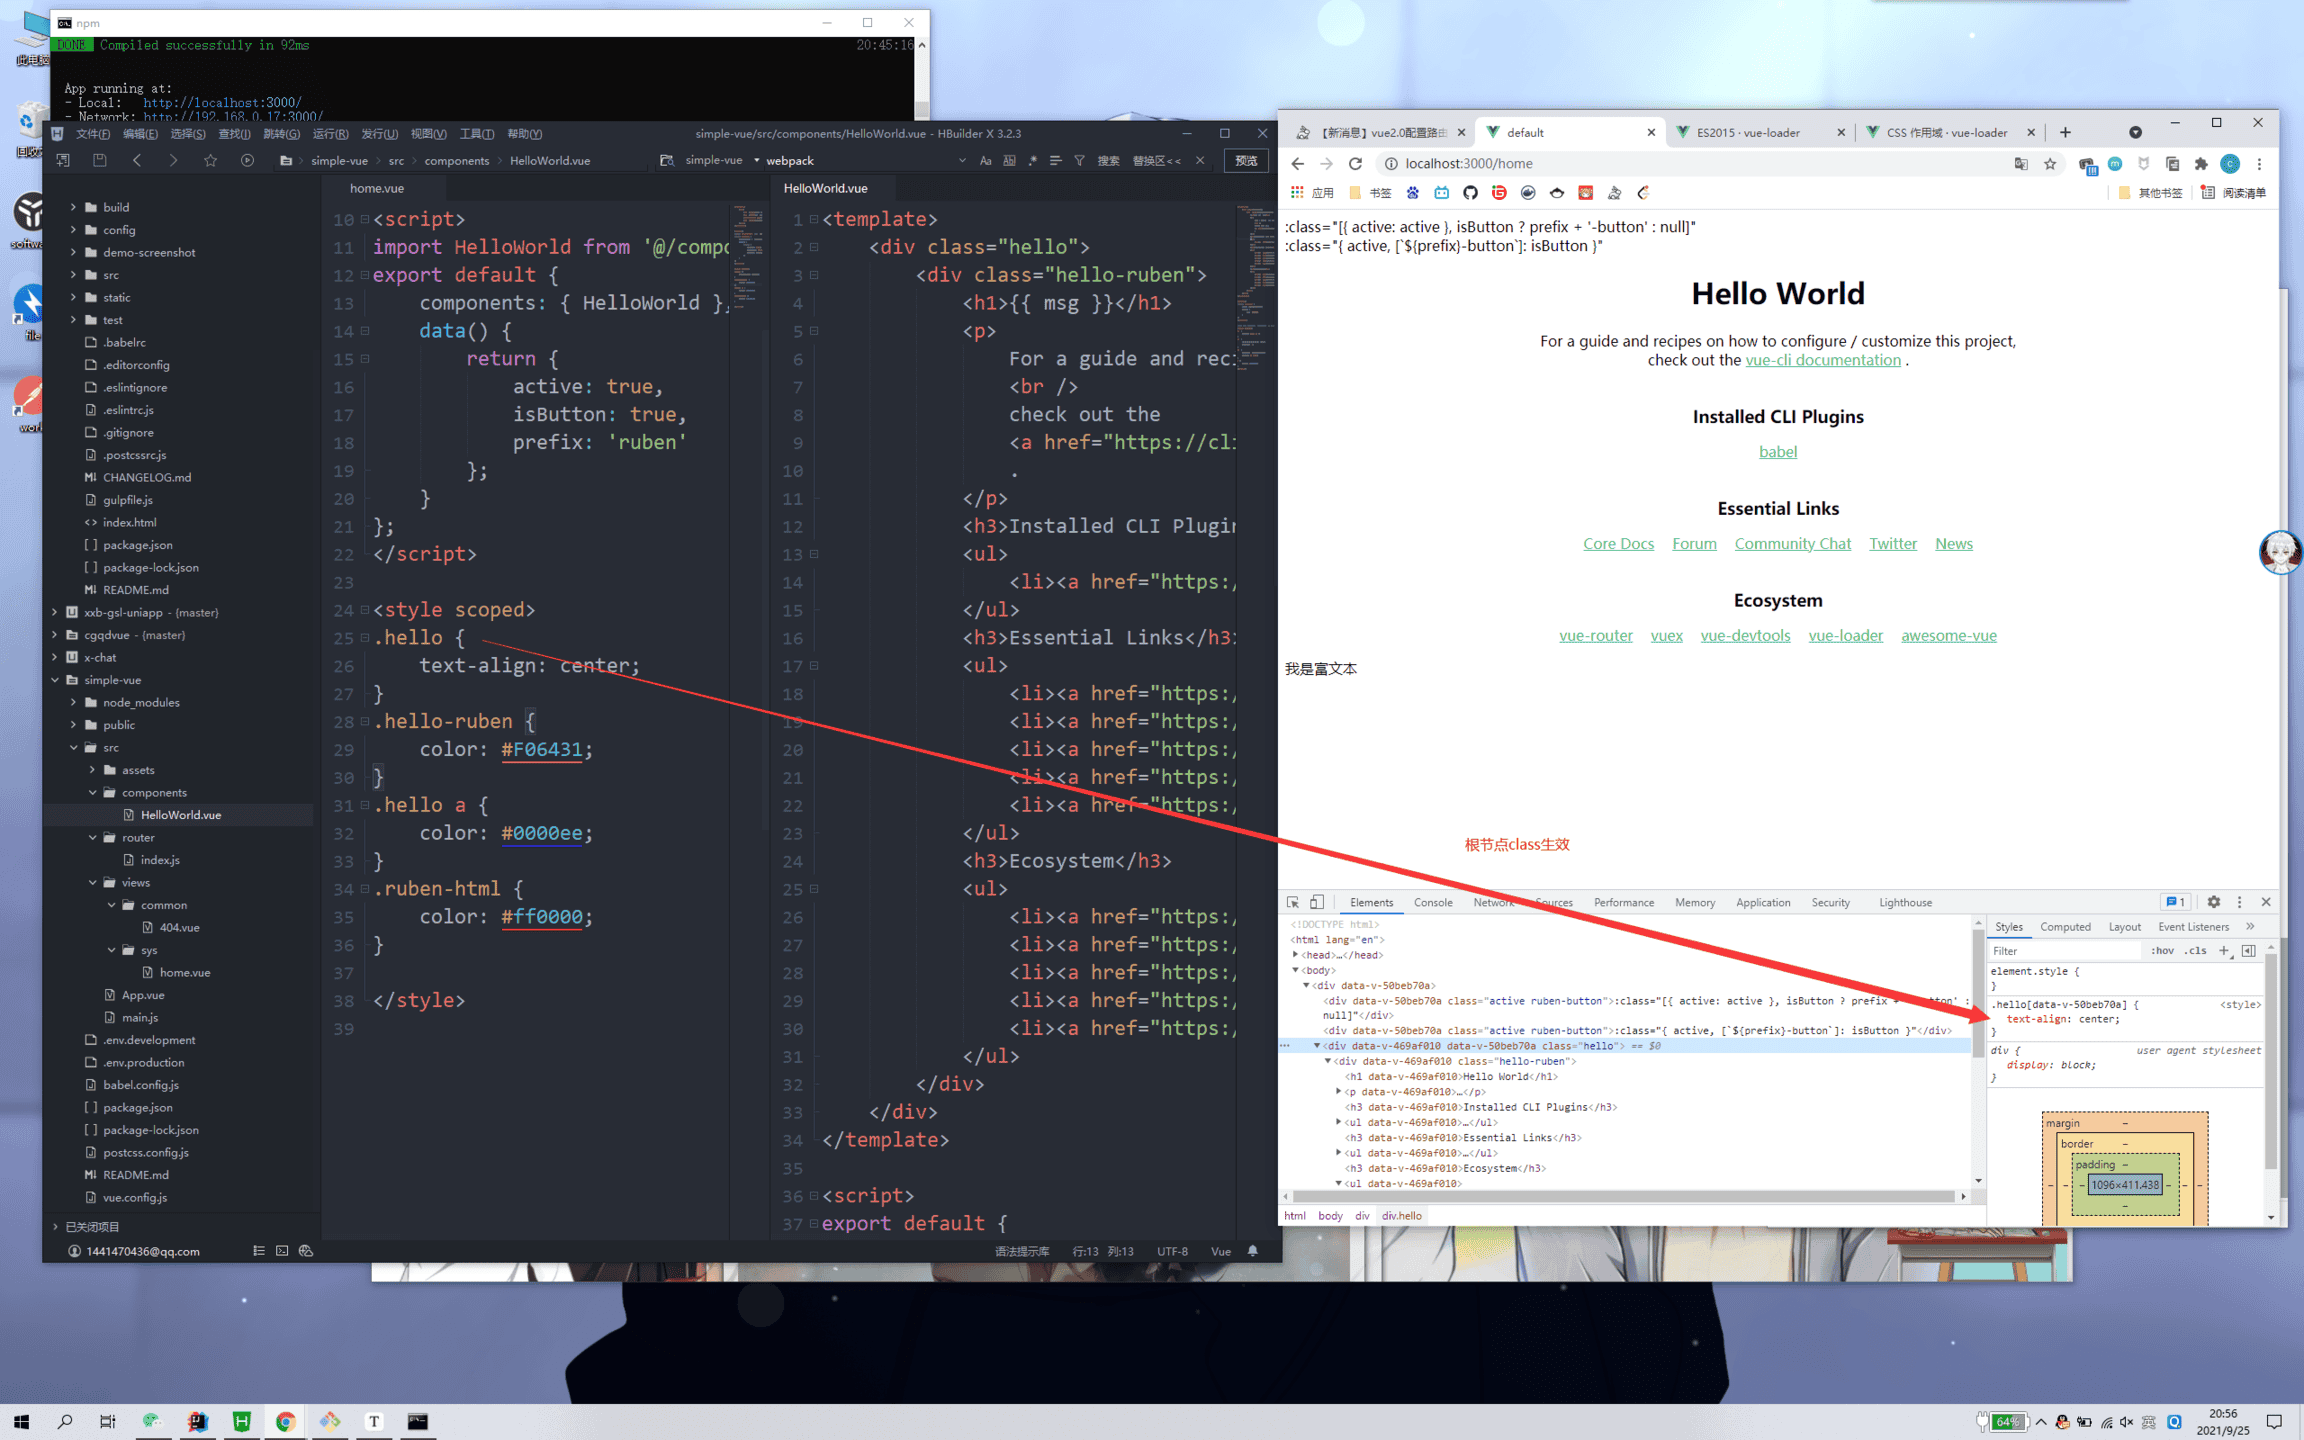 npm
DONE Compiled successfully in 92ms 20:45:16
App running at:
- Local: http://localhost:3000/
- Network: http://192.168.0.17:3000/
文件(F) 编辑(E) 选择(S) 查找(I) 跳转(G) 运行(R) 发行(U) 视图(V) 工具(T) 帮助(Y)
simple-vue/src/components/HelloWorld.vue - HBuilder X 3.2.3
simple-vue src components HelloWorld.vue
simple-vue webpack
Aa 搜索 替换区<< 预览
build
config
demo-screenshot
src
static
test
.babelrc
.editorconfig
.eslintignore
.eslintrc.js
.gitignore
.postcssrc.js
CHANGELOG.md
gulpfile.js
index.html
package.json
package-lock.json
README.md
xxb-gsl-uniapp - (master)
cgqdvue - (master)
x-chat
simple-vue
node_modules
public
src
assets
components
HelloWorld.vue
router
index.js
views
common
404.vue
sys
home.vue
App.vue
main.js
.env.development
.env.production
babel.config.js
package.json
package-lock.json
postcss.config.js
README.md
vue.config.js
已关闭项目
1441470436@qq.com
home.vue
10 <script>
11 import HelloWorld from '@/compo
12 export default {
13 components: { HelloWorld },
14 data() {
15 return {
16 active: true,
17 isButton: true,
18 prefix: 'ruben'
19 };
20 }
21 };
22 </script>
23
24 <style scoped>
25 .hello {
26 text-align: center;
27 }
28 .hello-ruben {
29 color: #F06431;
30 }
31 .hello a {
32 color: #0000ee;
33 }
34 .ruben-html {
35 color: #ff0000;
36 }
37
38 </style>
39
HelloWorld.vue
1 <template>
2 <div class="hello">
3 <div class="hello-ruben">
4 <h1>{{ msg }}</h1>
5 <p>
6 For a guide and reci
7 <br />
8 check out the
9 <a href="https://cli
10 .
11 </p>
12 <h3>Installed CLI Plugin
13 <ul>
14 <li><a href="https:/
15 </ul>
16 <h3>Essential Links</h3>
17 <ul>
18 <li><a href="https:/
19 <li><a href="https:/
20 <li><a href="https:/
21 <li><a href="https:/
22 <li><a href="https:/
23 </ul>
24 <h3>Ecosystem</h3>
25 <ul>
26 <li><a href="https:/
27 <li><a href="https:/
28 <li><a href="https:/
29 <li><a href="https:/
30 <li><a href="https:/
31 </ul>
32 </div>
33 </div>
34 </template>
35
36 <script>
37 export default {
语法提示库 行:13 列:13 UTF-8 Vue
【新消息】vue2.0配置路由
default
ES2015 · vue-loader
CSS 作用域 · vue-loader
localhost:3000/home
应用 书签 其他书签 阅读清单
:class="[{ active: active }, isButton ? prefix + '-button' : null]"
:class="{ active, [`${prefix}-button`]: isButton }"
Hello World
For a guide and recipes on how to configure / customize this project,
check out the vue-cli documentation .
Installed CLI Plugins
babel
Essential Links
Core Docs Forum Community Chat Twitter News
Ecosystem
vue-router vuex vue-devtools vue-loader awesome-vue
我是富文本
根节点class生效
Elements Console Network Sources Performance Memory Application Security Lighthouse 1
<!DOCTYPE html>
<html lang="en">
<head>…</head>
<body>
<div data-v-50beb70a>
<div data-v-50beb70a class="active ruben-button">:class="[{ active: active }, isButton ? prefix + '-button' :
null]"</div>
<div data-v-50beb70a class="active ruben-button">:class="{ active, [`${prefix}-button`]: isButton }"</div>
<div data-v-469af010 data-v-50beb70a class="hello"> == $0
<div data-v-469af010 class="hello-ruben">
<h1 data-v-469af010>Hello World</h1>
<p data-v-469af010>…</p>
<h3 data-v-469af010>Installed CLI Plugins</h3>
<ul data-v-469af010>…</ul>
<h3 data-v-469af010>Essential Links</h3>
<ul data-v-469af010>…</ul>
<h3 data-v-469af010>Ecosystem</h3>
<ul data-v-469af010>
html body div div.hello
Styles Computed Layout Event Listeners
Filter :hov .cls
element.style {
}
.hello[data-v-50beb70a] { <style>
text-align: center;
}
div { user agent stylesheet
display: block;
}
margin
border
padding
1096×411.438
此电脑
file
64%
英
20:56
2021/9/25